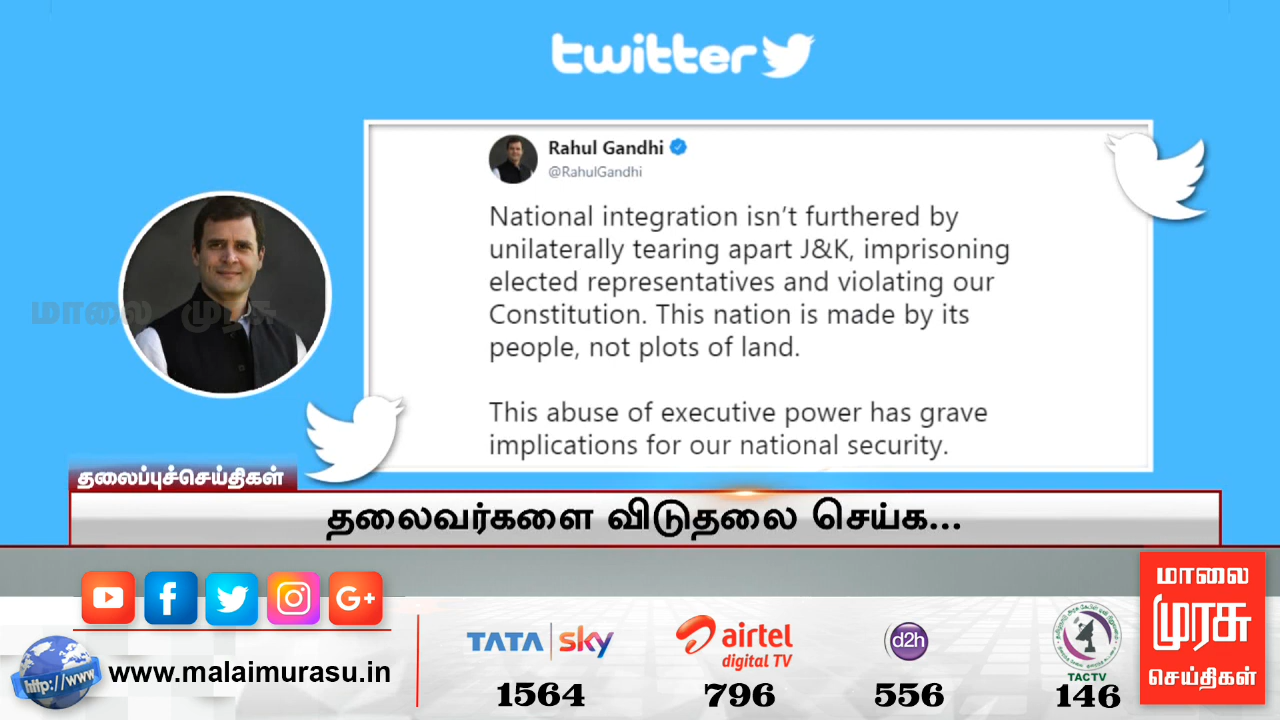 twitter
Rahul Gandhi
@RahulGandhi
National integration isn’t furthered by
unilaterally tearing apart J&K, imprisoning
elected representatives and violating our
Constitution. This nation is made by its
people, not plots of land.
This abuse of executive power has grave
implications for our national security.
மாலை முரசு
தலைப்புச்செய்திகள்
தலைவர்களை விடுதலை செய்க...
G+
http://www
www.malaimurasu.in
TATA sky
1564
airtel
digital TV
796
d2h
556
TACTV
146
மாலை
முரசு
செய்திகள்